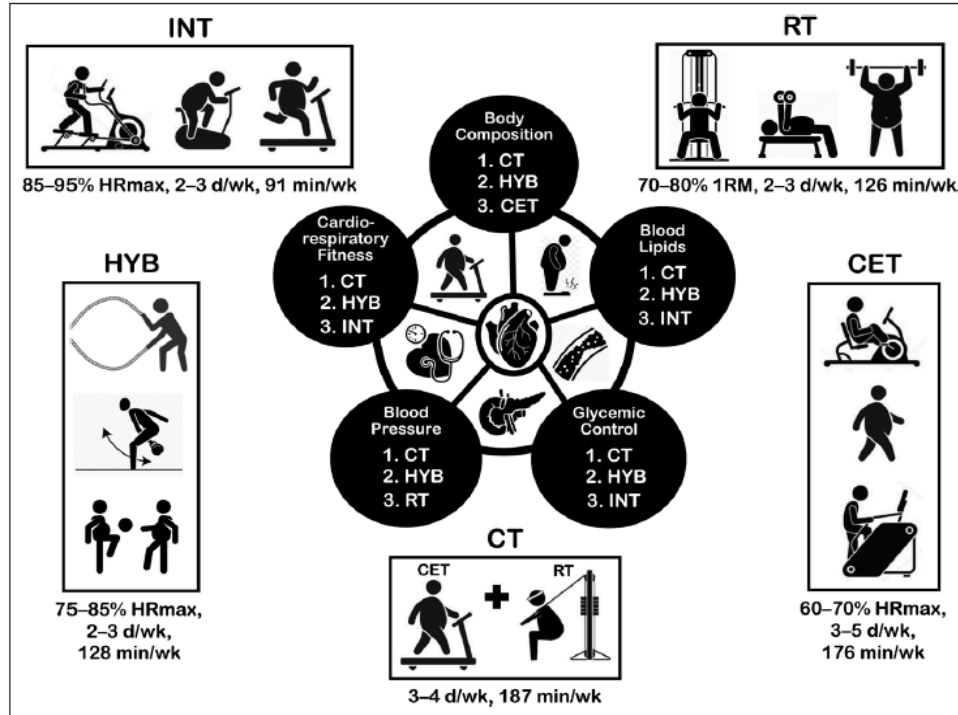 INT
85–95% HRmax, 2–3 d/wk, 91 min/wk
RT
70–80% 1RM, 2–3 d/wk, 126 min/wk
Body
Composition
1. CT
2. HYB
3. CET
Cardio-
respiratory
Fitness
1. CT
2. HYB
3. INT
Blood
Lipids
1. CT
2. HYB
3. INT
Blood
Pressure
1. CT
2. HYB
3. RT
Glycemic
Control
1. CT
2. HYB
3. INT
HYB
75–85% HRmax,
2–3 d/wk,
128 min/wk
CET
60–70% HRmax,
3–5 d/wk,
176 min/wk
CT
CET
RT
3–4 d/wk, 187 min/wk